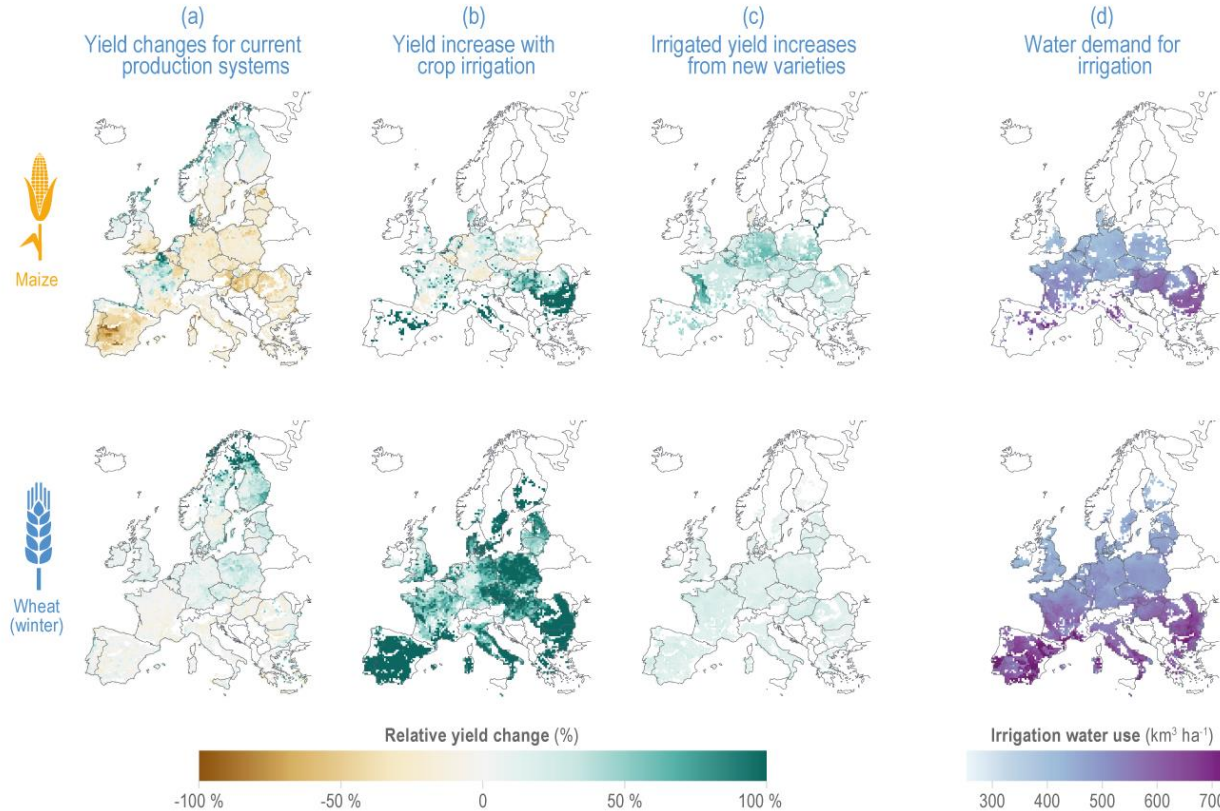 (a)
Yield changes for current
production systems
(b)
Yield increase with
crop irrigation
(c)
Irrigated yield increases
from new varieties
(d)
Water demand for
irrigation
Maize
Wheat
(winter)
Relative yield change (%)
-100 %
-50 %
0
50 %
100 %
Irrigation water use (km³ ha⁻¹)
300
400
500
600
700